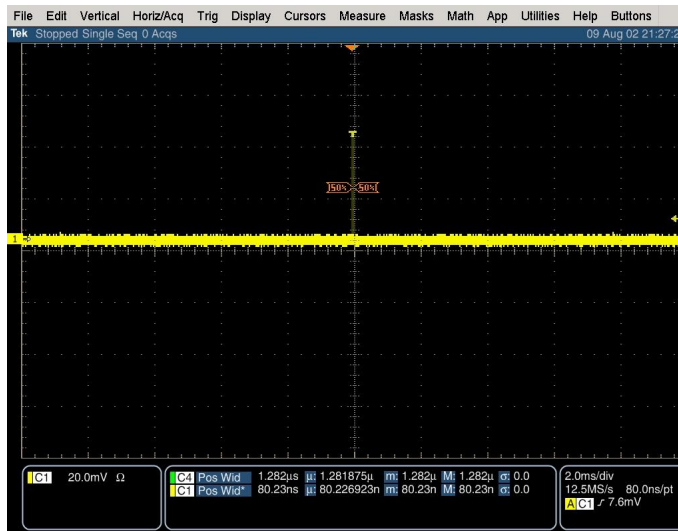 File Edit Vertical Horiz/Acq Trig Display Cursors Measure Masks Math App Utilities Help Buttons
Tek Stopped Single Seq 0 Acqs 09 Aug 02 21:27:2
50% 50%
1
C1 20.0mV Ω
C4 Pos Wid 1.282µs µ: 1.281875µ m: 1.282µ M: 1.282µ σ: 0.0
C1 Pos Wid* 80.23ns µ: 80.226923n m: 80.23n M: 80.23n σ: 0.0
2.0ms/div
12.5MS/s 80.0ns/pt
A C1 7.6mV